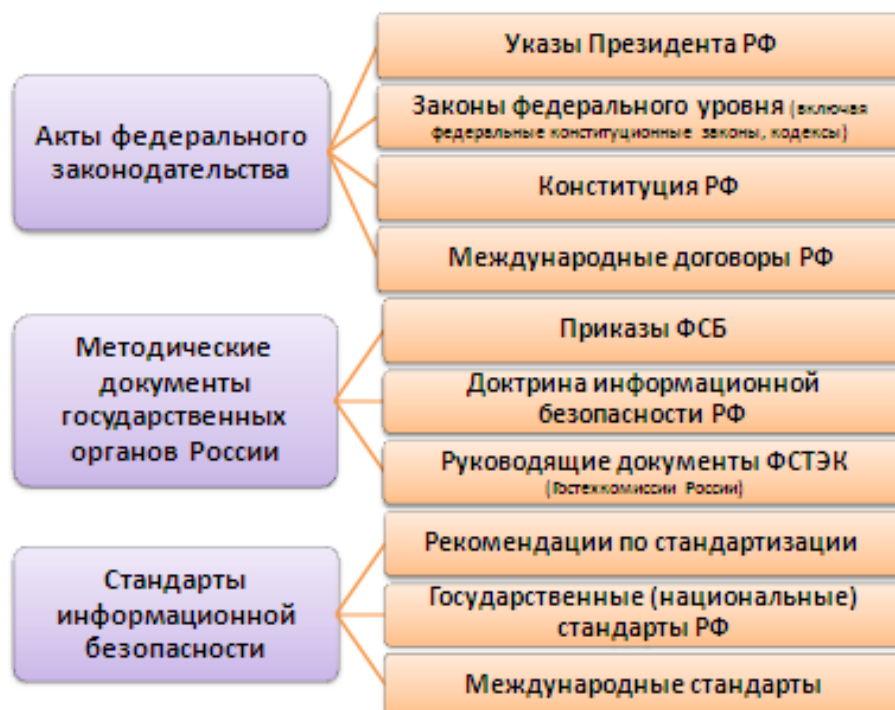 Акты федерального
законодательства
Указы Президента РФ
Законы федерального уровня (включая
федеральные конституционные законы, кодексы)
Конституция РФ
Международные договоры РФ
Методические
документы
государственных
органов России
Приказы ФСБ
Доктрина информационной
безопасности РФ
Руководящие документы ФСТЭК
(Гостехкомиссии России)
Стандарты
информационной
безопасности
Рекомендации по стандартизации
Государственные (национальные)
стандарты РФ
Международные стандарты